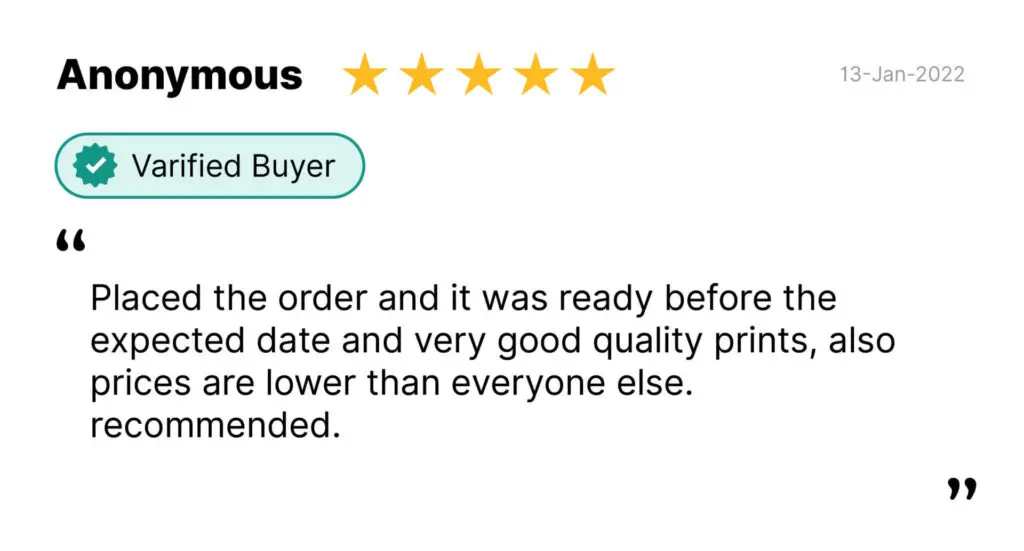 Anonymous
13-Jan-2022
Varified Buyer
“
Placed the order and it was ready before the
expected date and very good quality prints, also
prices are lower than everyone else.
recommended.
”